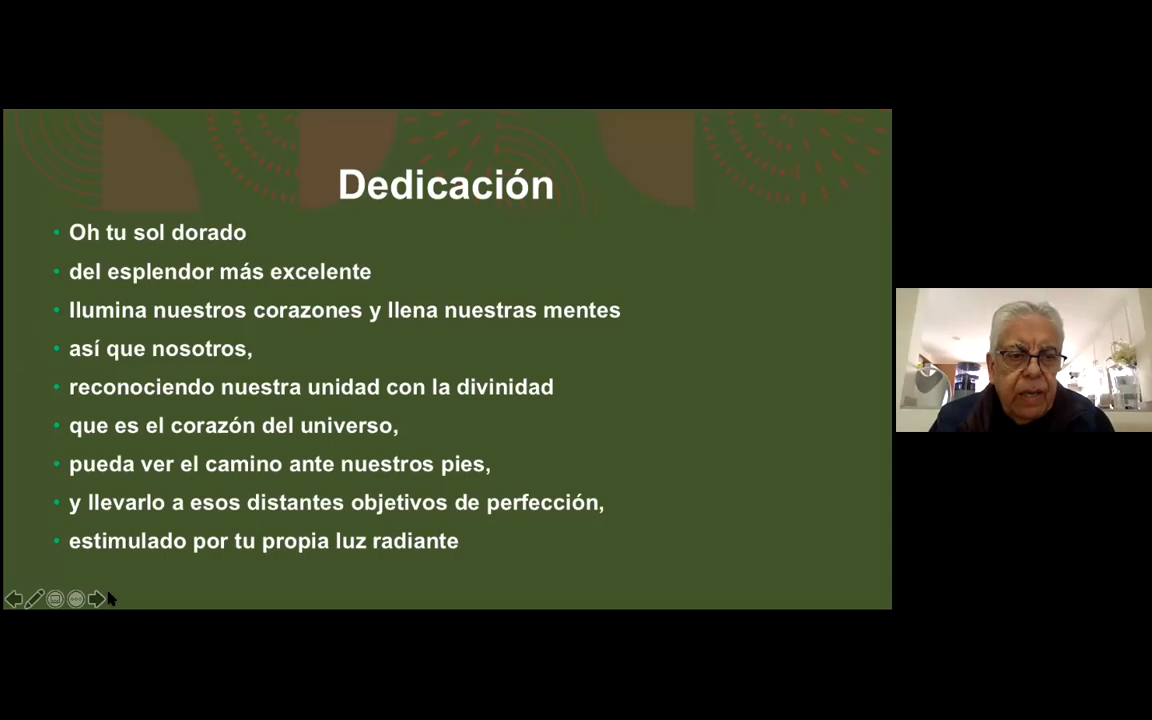 Dedicación
Oh tu sol dorado
del esplendor más excelente
Ilumina nuestros corazones y llena nuestras mentes
así que nosotros,
reconociendo nuestra unidad con la divinidad
que es el corazón del universo,
pueda ver el camino ante nuestros pies,
y llevarlo a esos distantes objetivos de perfección,
estimulado por tu propia luz radiante